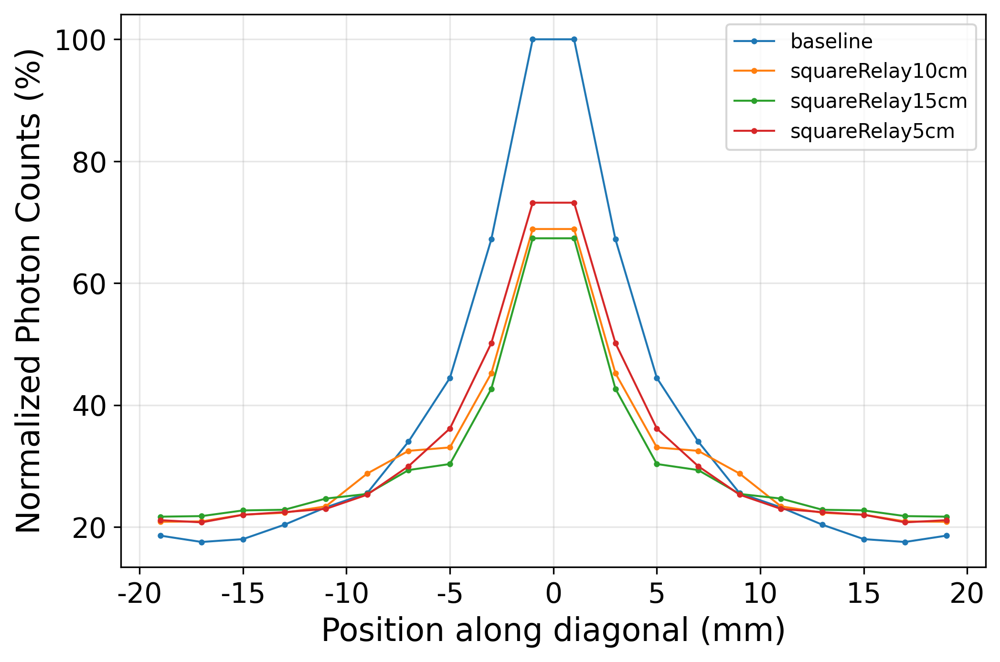 Normalized Photon Counts (%)
100
80
60
40
20
baseline
squareRelay10cm
squareRelay15cm
squareRelay5cm
-20 -15 -10 -5 0 5 10 15 20
Position along diagonal (mm)